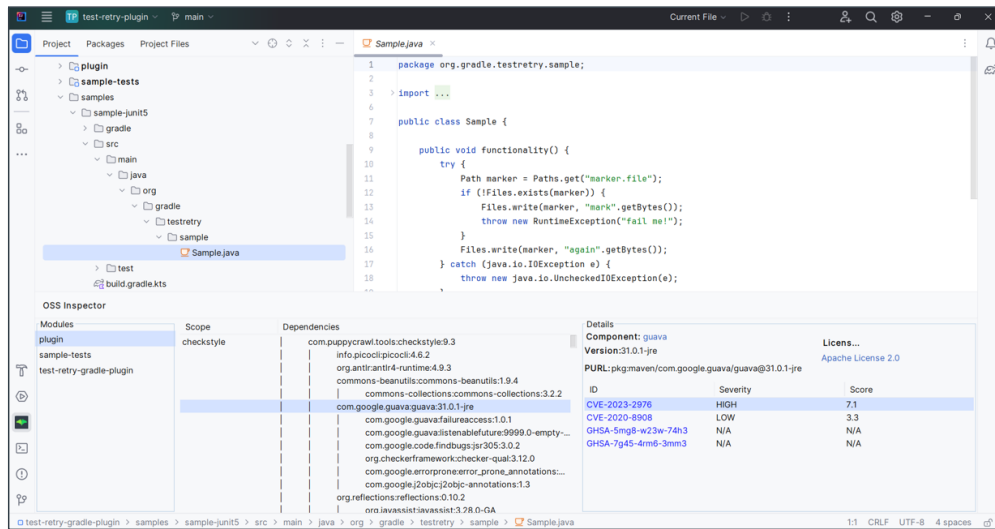 TP test-retry-plugin main Current File
Project Packages Project Files
plugin
sample-tests
samples
sample-junit5
gradle
src
main
java
org
gradle
testretry
sample
Sample.java
test
build.gradle.kts
Sample.java
1 package org.gradle.testretry.sample;
2
3 import ...
6
7 public class Sample {
8
9 public void functionality() {
10 try {
11 Path marker = Paths.get("marker.file");
12 if (!Files.exists(marker)) {
13 Files.write(marker, "mark".getBytes());
14 throw new RuntimeException("fail me!");
15 }
16 Files.write(marker, "again".getBytes());
17 } catch (java.io.IOException e) {
18 throw new java.io.UncheckedIOException(e);
OSS Inspector
Modules
plugin
sample-tests
test-retry-gradle-plugin
Scope Dependencies
checkstyle com.puppycrawl.tools:checkstyle:9.3
info.picocli:picocli:4.6.2
org.antlr:antlr4-runtime:4.9.3
commons-beanutils:commons-beanutils:1.9.4
commons-collections:commons-collections:3.2.2
com.google.guava:guava:31.0.1-jre
com.google.guava:failureaccess:1.0.1
com.google.guava:listenablefuture:9999.0-empty-...
com.google.code.findbugs:jsr305:3.0.2
org.checkerframework:checker-qual:3.12.0
com.google.errorprone:error_prone_annotations:...
com.google.j2objc:j2objc-annotations:1.3
org.reflections:reflections:0.10.2
org.javassist:javassist:3.28.0-GA
Details
Component: guava
Version:31.0.1-jre
Licens...
Apache License 2.0
PURL:pkg:maven/com.google.guava/guava@31.0.1-jre
ID Severity Score
CVE-2023-2976 HIGH 7.1
CVE-2020-8908 LOW 3.3
GHSA-5mg8-w23w-74h3 N/A N/A
GHSA-7g45-4rm6-3mm3 N/A N/A
test-retry-gradle-plugin > samples > sample-junit5 > src > main > java > org > gradle > testretry > sample > Sample.java 1:1 CRLF UTF-8 4 spaces